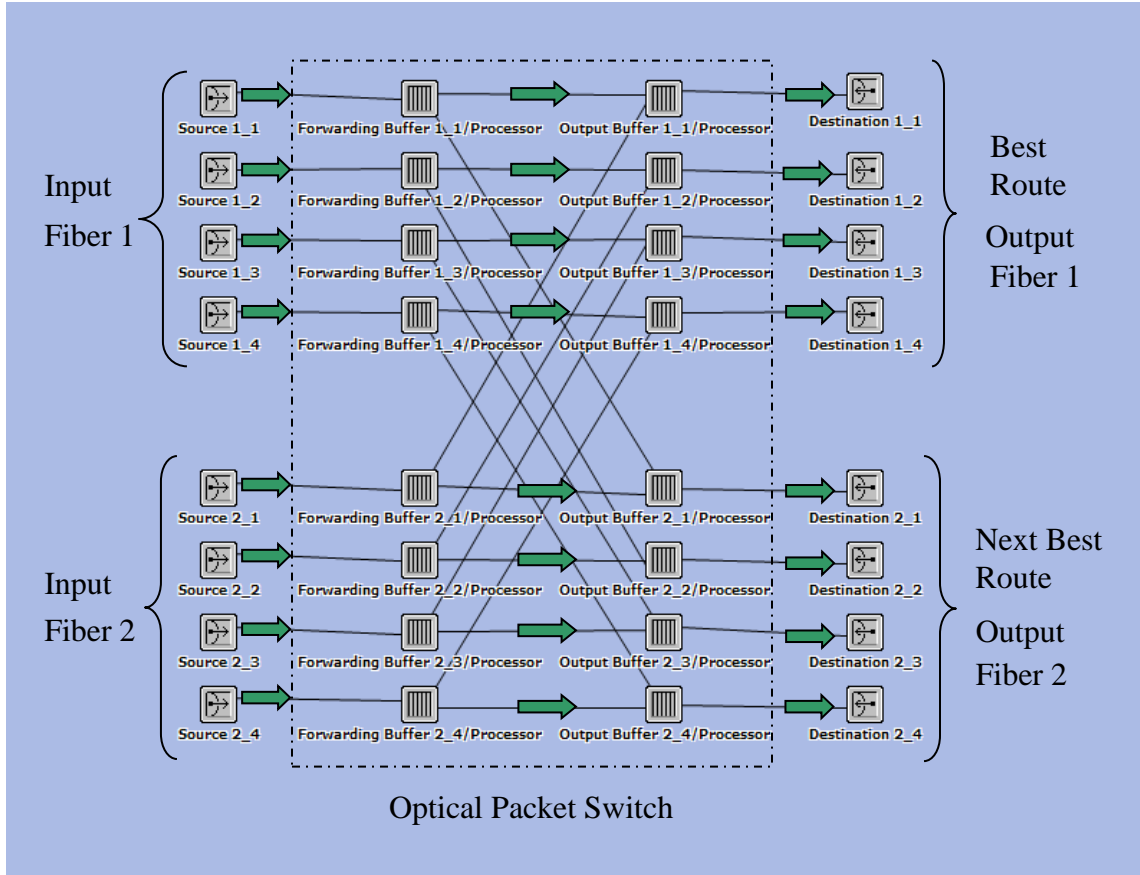 Input
Fiber 1
Source 1_1
Forwarding Buffer 1_1/Processor
Output Buffer 1_1/Processor
Destination 1_1
Source 1_2
Forwarding Buffer 1_2/Processor
Output Buffer 1_2/Processor
Destination 1_2
Source 1_3
Forwarding Buffer 1_3/Processor
Output Buffer 1_3/Processor
Destination 1_3
Source 1_4
Forwarding Buffer 1_4/Processor
Output Buffer 1_4/Processor
Destination 1_4
Best
Route
Output
Fiber 1
Input
Fiber 2
Source 2_1
Forwarding Buffer 2_1/Processor
Output Buffer 2_1/Processor
Destination 2_1
Source 2_2
Forwarding Buffer 2_2/Processor
Output Buffer 2_2/Processor
Destination 2_2
Source 2_3
Forwarding Buffer 2_3/Processor
Output Buffer 2_3/Processor
Destination 2_3
Source 2_4
Forwarding Buffer 2_4/Processor
Output Buffer 2_4/Processor
Destination 2_4
Next Best
Route
Output
Fiber 2
Optical Packet Switch